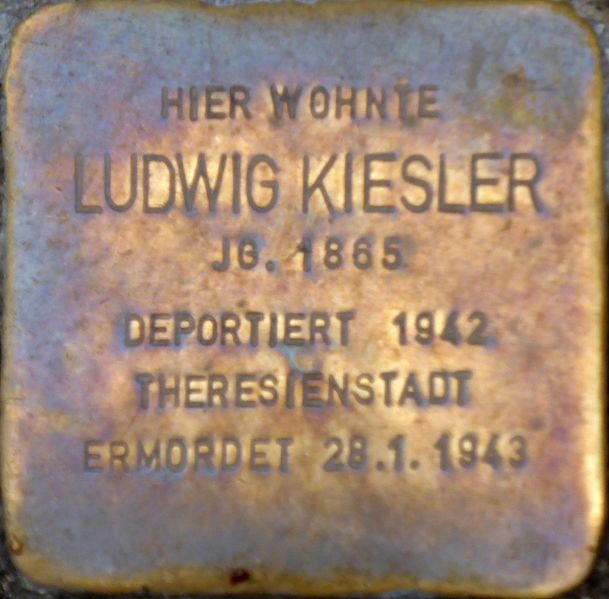 HIER WOHNTE
LUDWIG KIESLER
JG. 1865
DEPORTIERT 1942
THERESIENSTADT
ERMORDET 28.1.1943